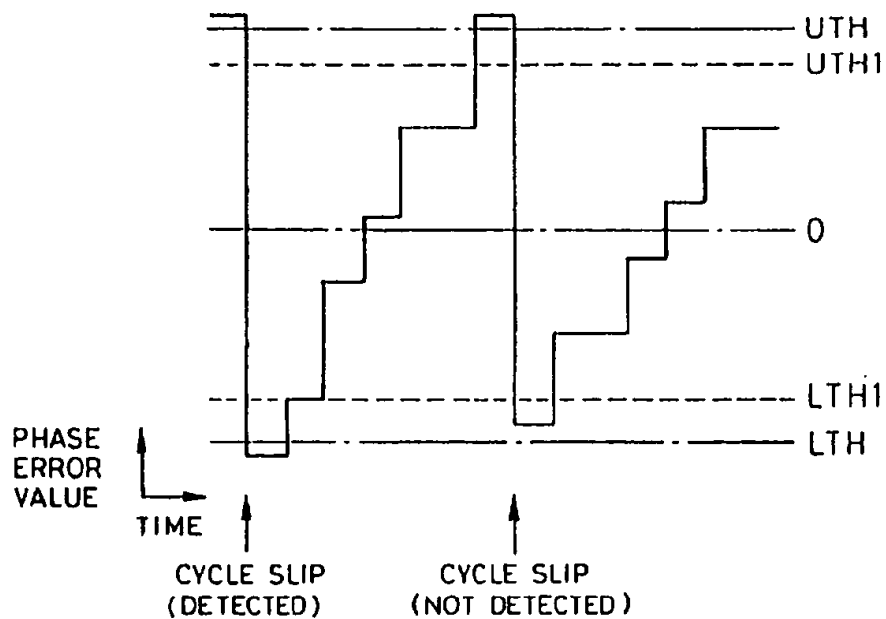 UTH
UTH1
0
LTH1
LTH
PHASE
ERROR
VALUE
TIME
CYCLE SLIP
(DETECTED)
CYCLE SLIP
(NOT DETECTED)